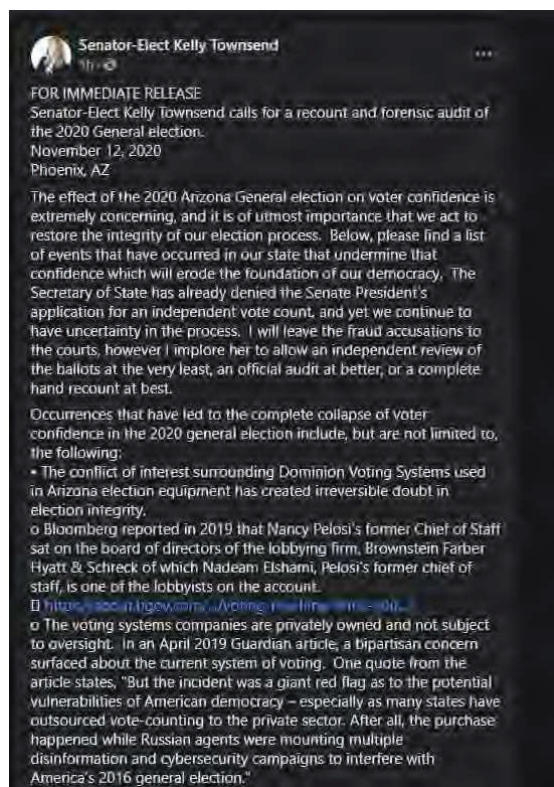 Senator-Elect Kelly Townsend
1h ·
FOR IMMEDIATE RELEASE
Senator-Elect Kelly Townsend calls for a recount and forensic audit of
the 2020 General election.
November 12, 2020
Phoenix, AZ
The effect of the 2020 Arizona General election on voter confidence is
extremely concerning, and it is of utmost importance that we act to
restore the integrity of our election process. Below, please find a list
of events that have occurred in our state that undermine that
confidence which will erode the foundation of our democracy. The
Secretary of State has already denied the Senate President's
application for an independent vote count, and yet we continue to
have uncertainty in the process. I will leave the fraud accusations to
the courts, however I implore her to allow an independent review of
the ballots at the very least, an official audit at better, or a complete
hand recount at best.
Occurrences that have led to the complete collapse of voter
confidence in the 2020 general election include, but are not limited to,
the following:
• The conflict of interest surrounding Dominion Voting Systems used
in Arizona election equipment has created irreversible doubt in
election integrity.
o Bloomberg reported in 2019 that Nancy Pelosi's former Chief of Staff
sat on the board of directors of the lobbying firm, Brownstein Farber
Hyatt & Schreck of which Nadeam Elshami, Pelosi's former chief of
staff, is one of the lobbyists on the account.
o The voting systems companies are privately owned and not subject
to oversight. In an April 2019 Guardian article, a bipartisan concern
surfaced about the current system of voting. One quote from the
article states, "But the incident was a giant red flag as to the potential
vulnerabilities of American democracy – especially as many states have
outsourced vote-counting to the private sector. After all, the purchase
happened while Russian agents were mounting multiple
disinformation and cybersecurity campaigns to interfere with
America's 2016 general election."